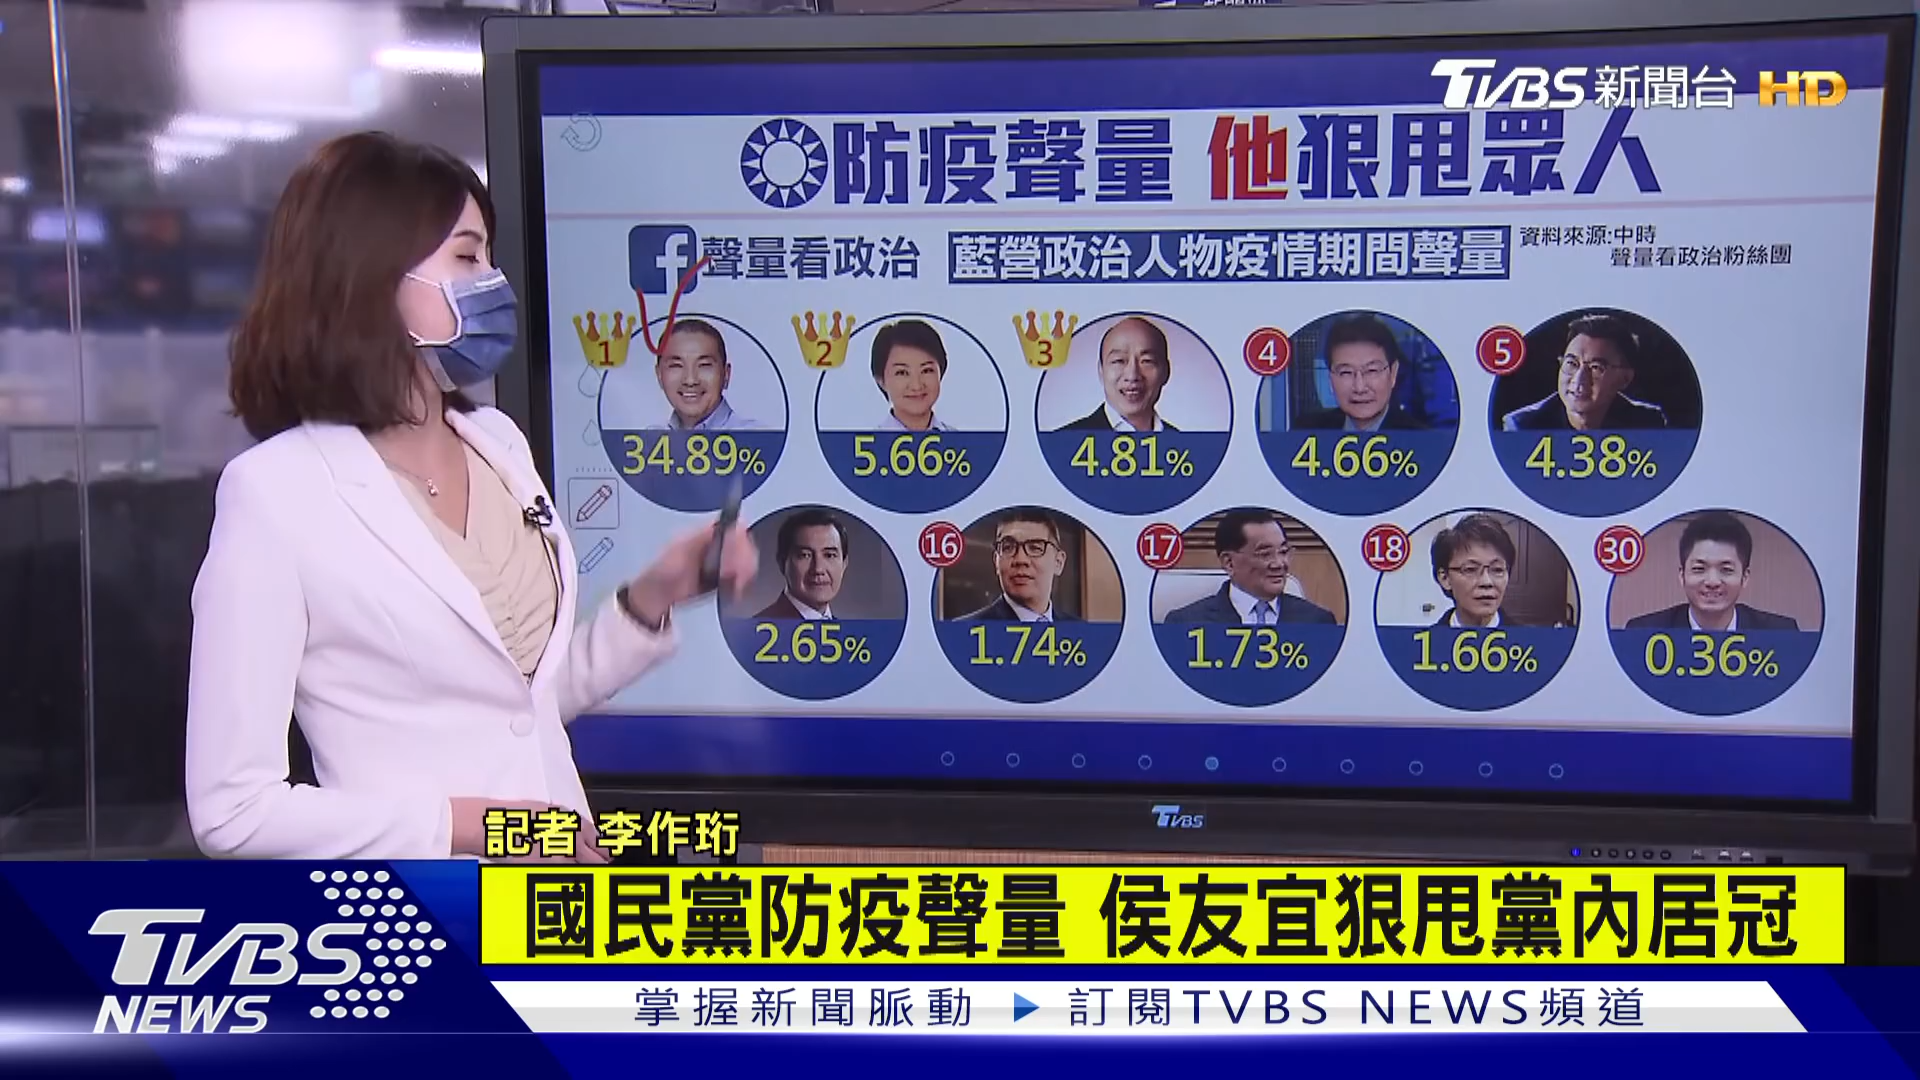 新聞
TVBS新聞台 HD
防疫聲量 他狠甩眾人
f 聲量看政治 藍營政治人物疫情期間聲量
資料來源:中時
聲量看政治粉絲團
1 2 3 4 5
34.89% 5.66% 4.81% 4.66% 4.38%
16 17 18 30
2.65% 1.74% 1.73% 1.66% 0.36%
TVBS
記者 李作珩
國民黨防疫聲量 侯友宜狠甩黨內居冠
TVBS
NEWS
掌握新聞脈動 ▶ 訂閱TVBS NEWS頻道